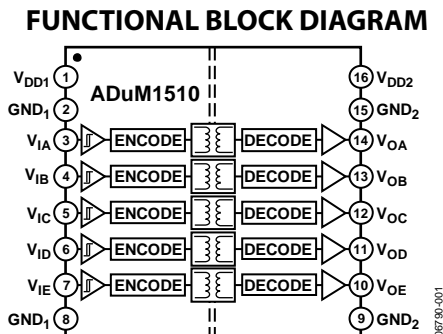 FUNCTIONAL BLOCK DIAGRAM
ADuM1510
VDD1 1 16 VDD2
GND1 2 15 GND2
VIA 3 ENCODE DECODE 14 VOA
VIB 4 ENCODE DECODE 13 VOB
VIC 5 ENCODE DECODE 12 VOC
VID 6 ENCODE DECODE 11 VOD
VIE 7 ENCODE DECODE 10 VOE
GND1 8 9 GND2
06790-001